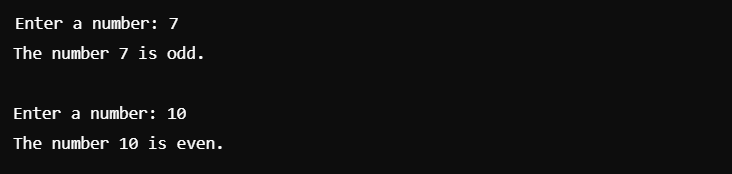 Enter a number: 7
The number 7 is odd.
Enter a number: 10
The number 10 is even.